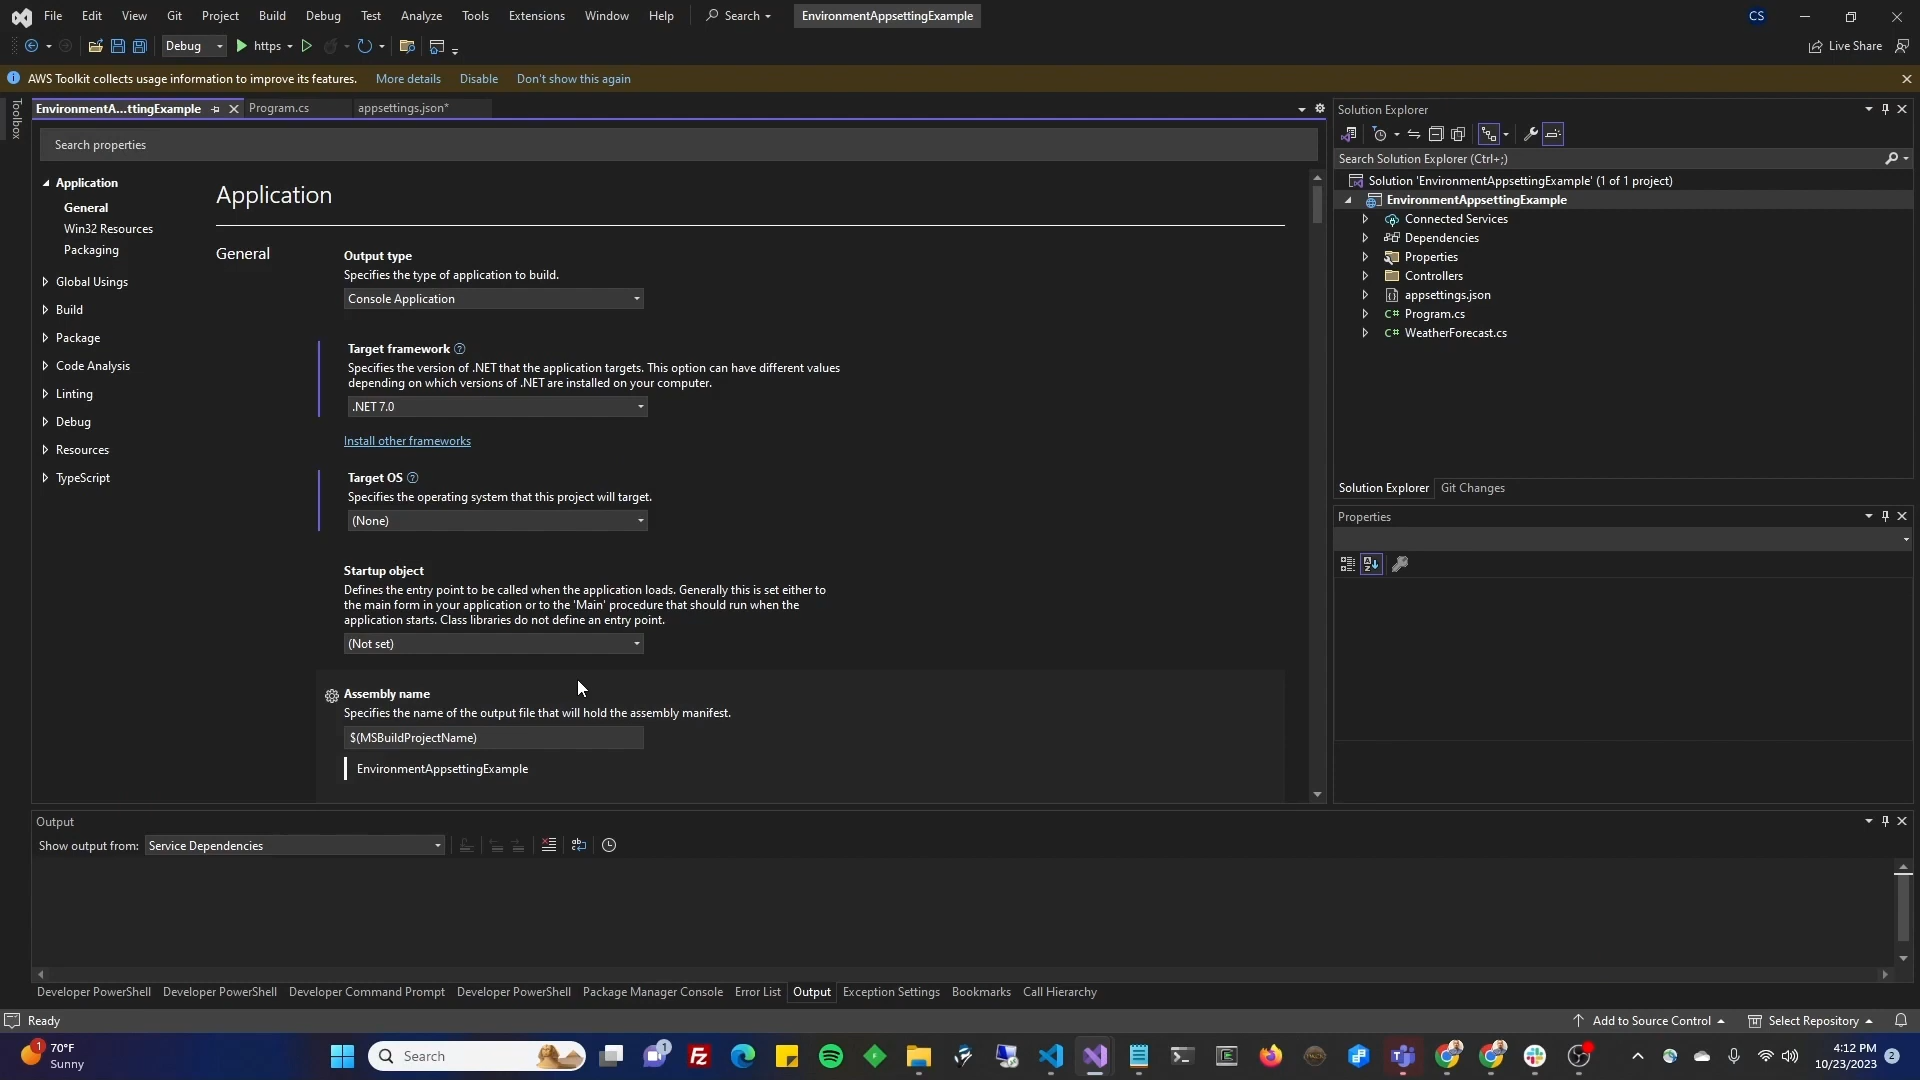 File Edit View Git Project Build Debug Test Analyze Tools Extensions Window Help Search EnvironmentAppsettingExample CS
Debug https Live Share
AWS Toolkit collects usage information to improve its features. More details Disable Don't show this again
Toolbox
EnvironmentA...ttingExample Program.cs appsettings.json*
Search properties
Application
General
Win32 Resources
Packaging
Global Usings
Build
Package
Code Analysis
Linting
Debug
Resources
TypeScript
Application
General
Output type
Specifies the type of application to build.
Console Application
Target framework
Specifies the version of .NET that the application targets. This option can have different values
depending on which versions of .NET are installed on your computer.
.NET 7.0
Install other frameworks
Target OS
Specifies the operating system that this project will target.
(None)
Startup object
Defines the entry point to be called when the application loads. Generally this is set either to
the main form in your application or to the 'Main' procedure that should run when the
application starts. Class libraries do not define an entry point.
(Not set)
Assembly name
Specifies the name of the output file that will hold the assembly manifest.
$(MSBuildProjectName)
EnvironmentAppsettingExample
Solution Explorer
Search Solution Explorer (Ctrl+;)
Solution 'EnvironmentAppsettingExample' (1 of 1 project)
EnvironmentAppsettingExample
Connected Services
Dependencies
Properties
Controllers
appsettings.json
C# Program.cs
C# WeatherForecast.cs
Solution Explorer Git Changes
Properties
Output
Show output from: Service Dependencies
Developer PowerShell Developer PowerShell Developer Command Prompt Developer PowerShell Package Manager Console Error List Output Exception Settings Bookmarks Call Hierarchy
Ready Add to Source Control Select Repository
1 70°F
Sunny
Search
1
4:12 PM
10/23/2023
2